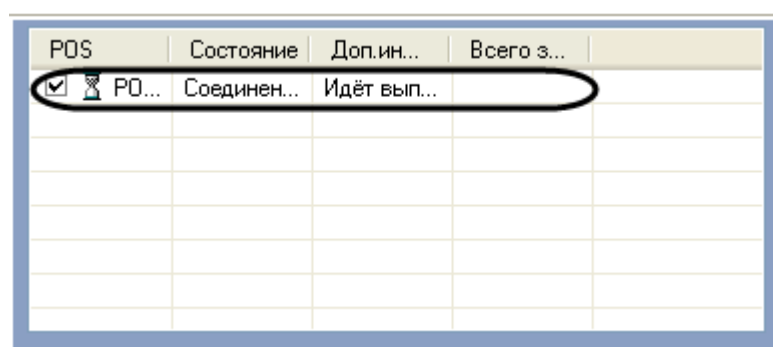 POS Состояние Доп.ин... Всего з...
PO... Соединен... Идёт вып...